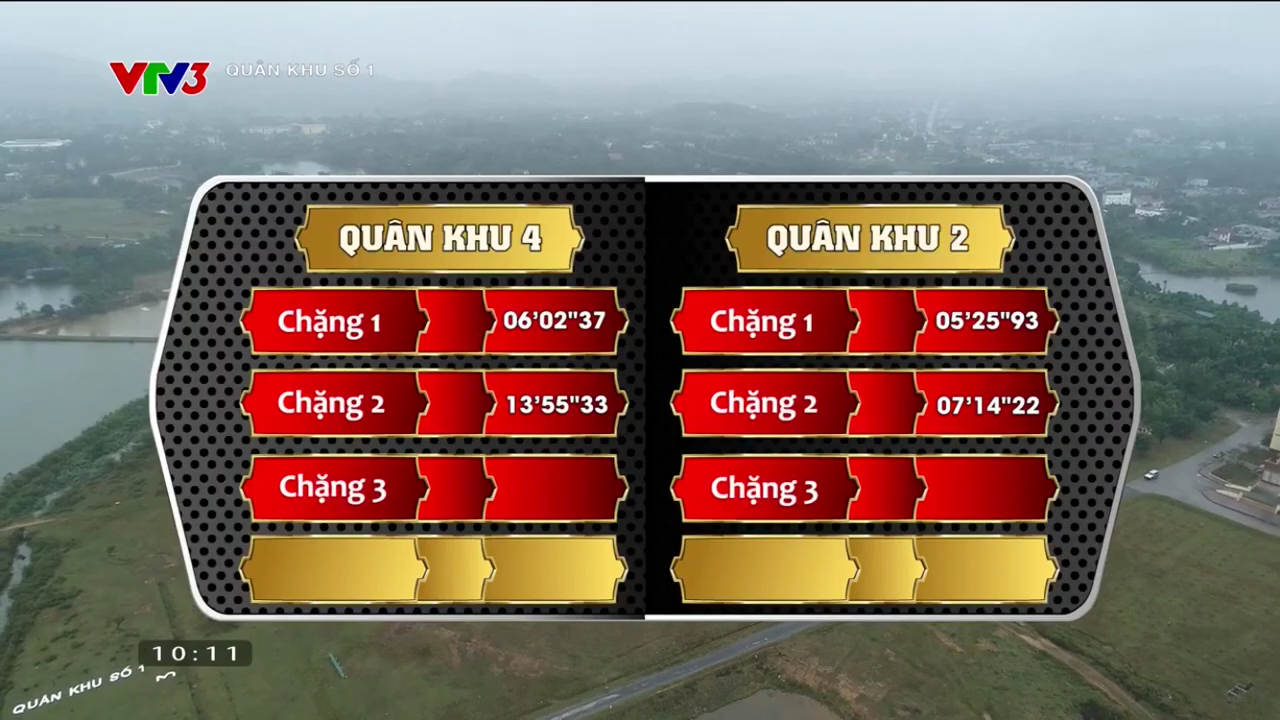 VTV3 QUÂN KHU SỐ 1
QUÂN KHU 4
Chặng 1 06'02"37
Chặng 2 13'55"33
Chặng 3
QUÂN KHU 2
Chặng 1 05'25"93
Chặng 2 07'14"22
Chặng 3
10:11
QUÂN KHU SỐ 1